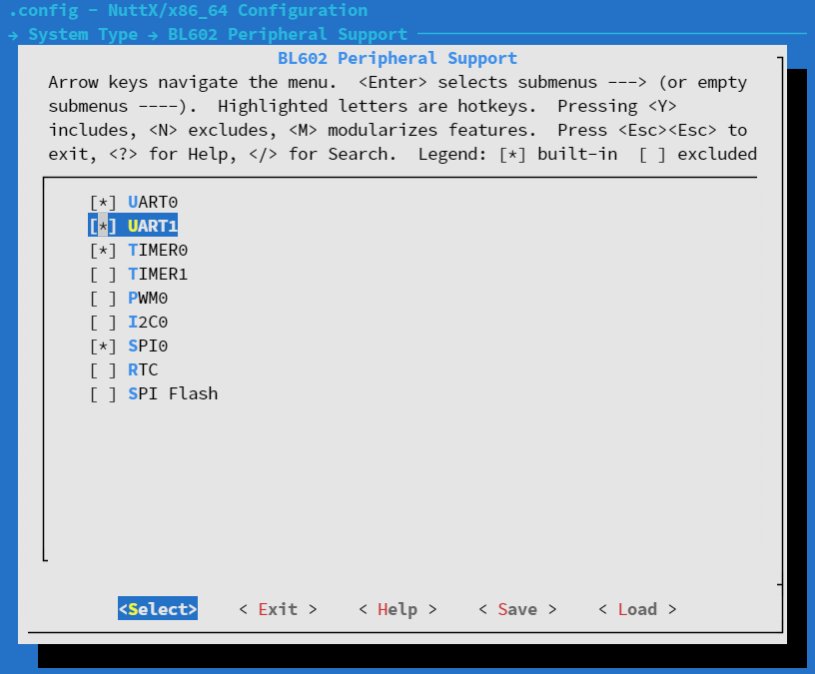 .config - NuttX/x86_64 Configuration
→ System Type → BL602 Peripheral Support
BL602 Peripheral Support
Arrow keys navigate the menu.  <Enter> selects submenus ---> (or empty
submenus ----).  Highlighted letters are hotkeys.  Pressing <Y>
includes, <N> excludes, <M> modularizes features.  Press <Esc><Esc> to
exit, <?> for Help, </> for Search.  Legend: [*] built-in  [ ] excluded
[*] UART0
[*] UART1
[*] TIMER0
[ ] TIMER1
[ ] PWM0
[ ] I2C0
[*] SPI0
[ ] RTC
[ ] SPI Flash
<Select>    < Exit >    < Help >    < Save >    < Load >